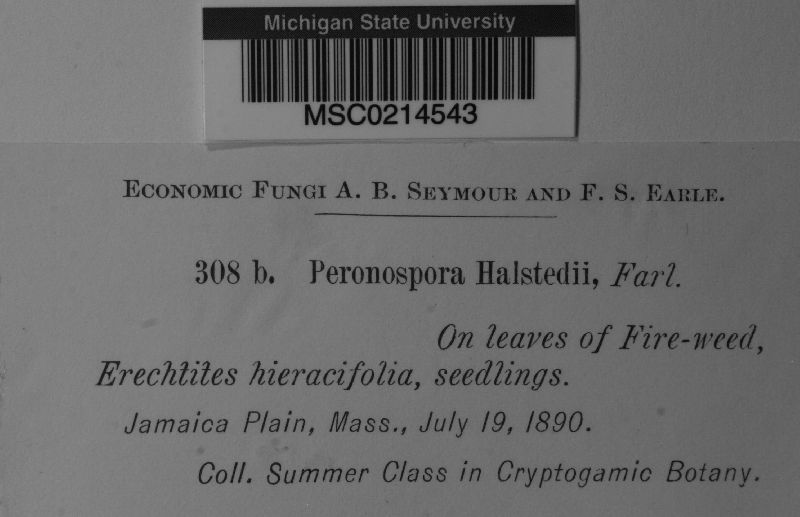 Michigan State University
MSC0214543
Economic Fungi A. B. Seymour and F. S. Earle.
308 b. Peronospora Halstedii, Farl.
On leaves of Fire-weed,
Erechtites hieracifolia, seedlings.
Jamaica Plain, Mass., July 19, 1890.
Coll. Summer Class in Cryptogamic Botany.